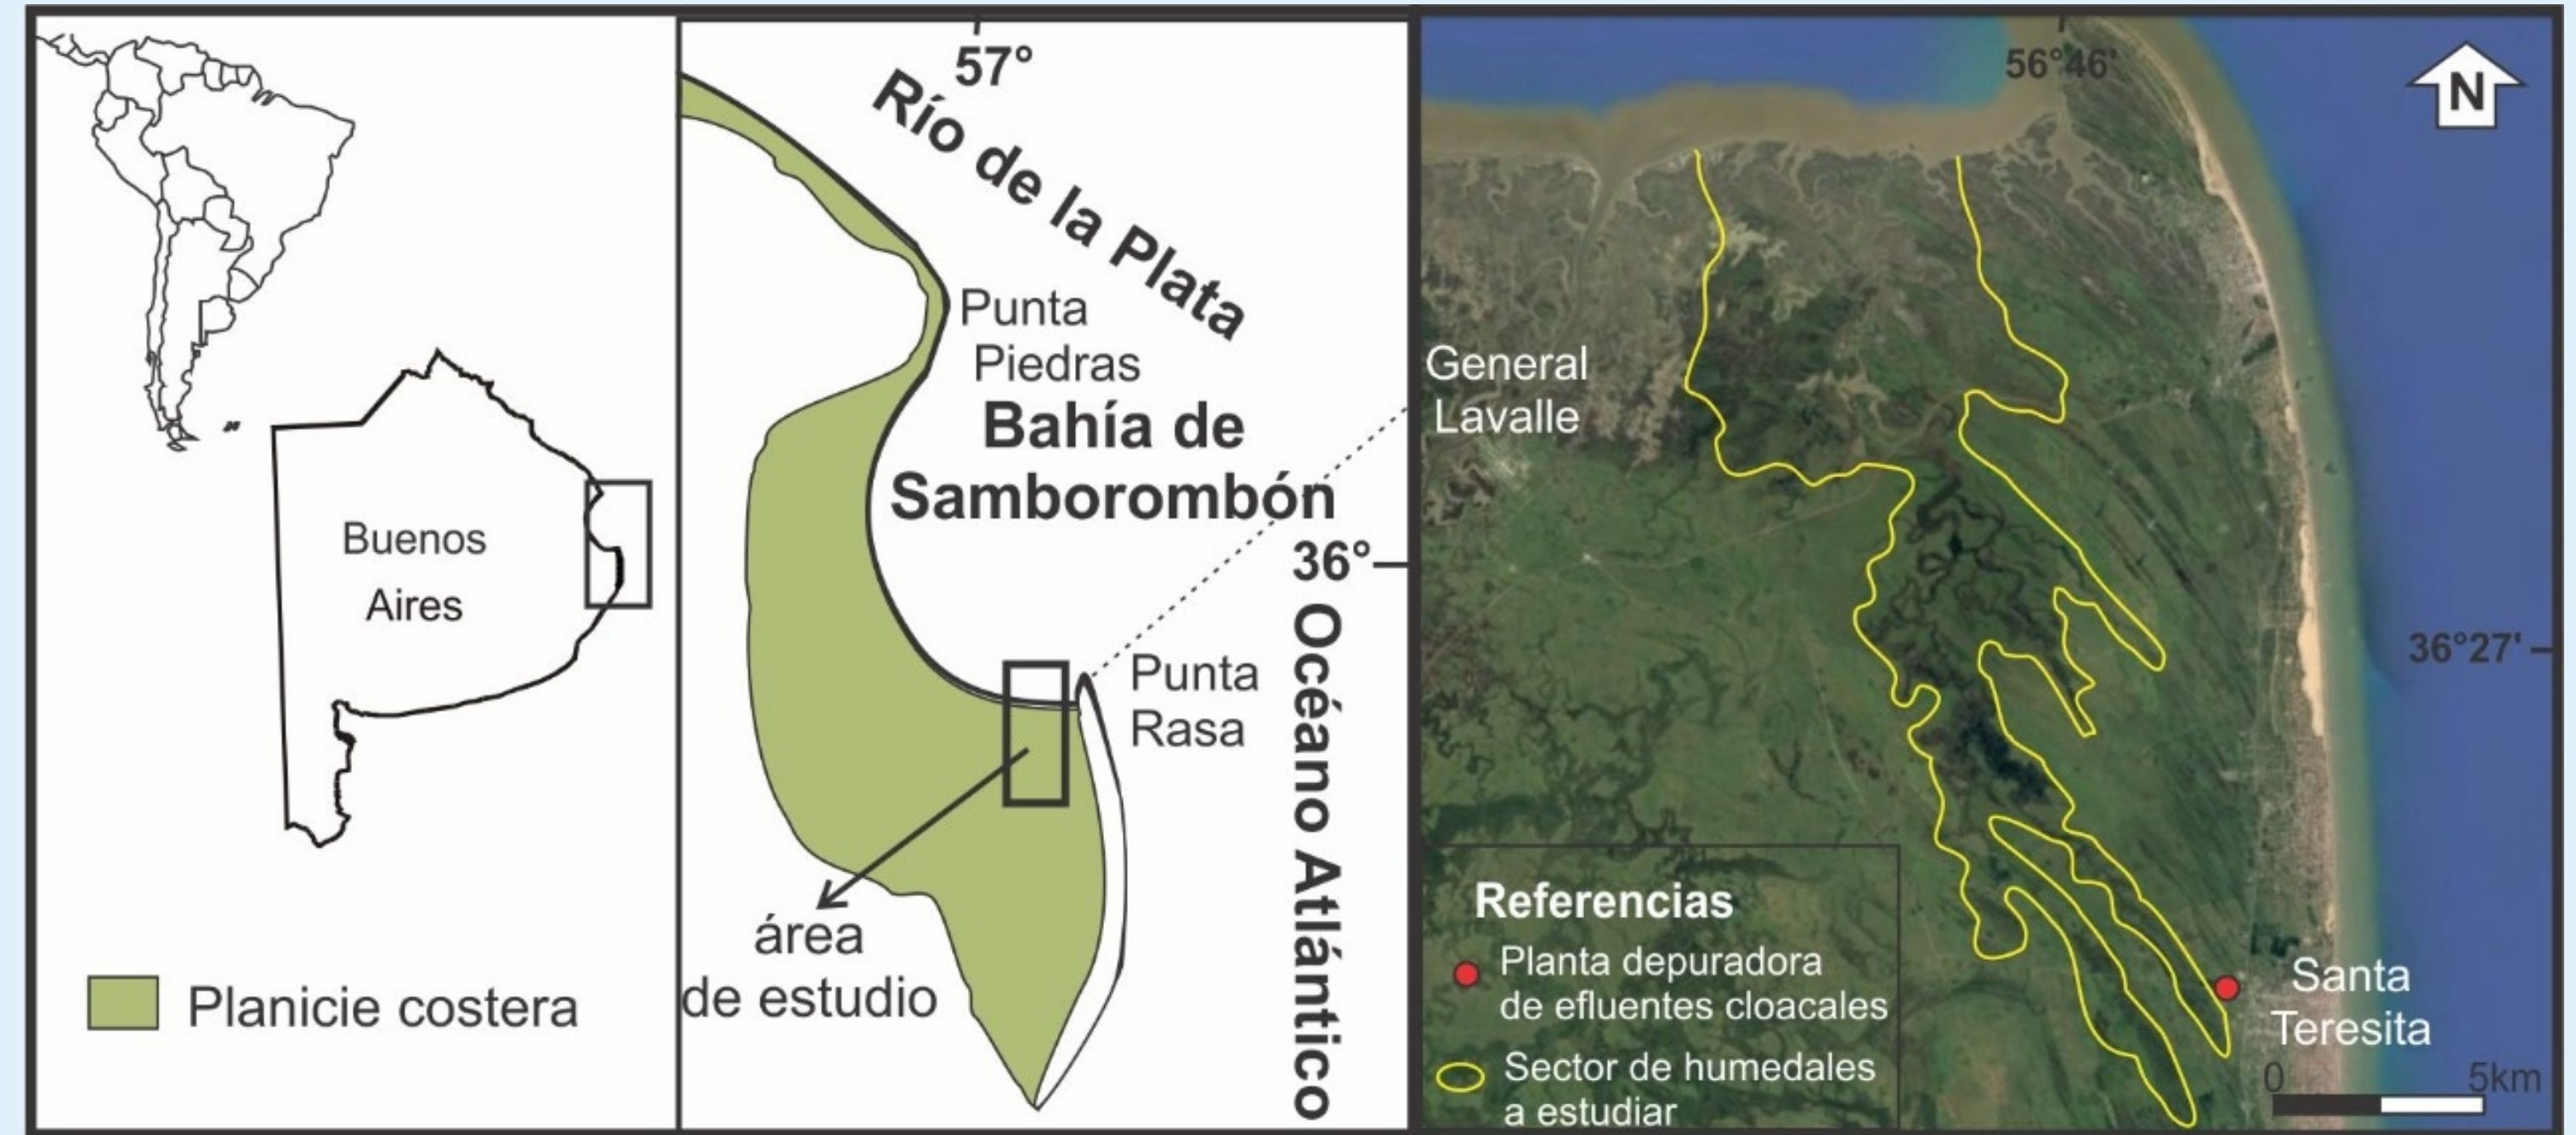 Buenos
Aires
Planicie costera
57°
Río de la Plata
Punta
Piedras
Bahía de
Samborombón
36°
Océano Atlántico
Punta
Rasa
área
de estudio
56°46'
N
General
Lavalle
36°27'
Referencias
Planta depuradora
de efluentes cloacales
Sector de humedales
a estudiar
Santa
Teresita
0 5km